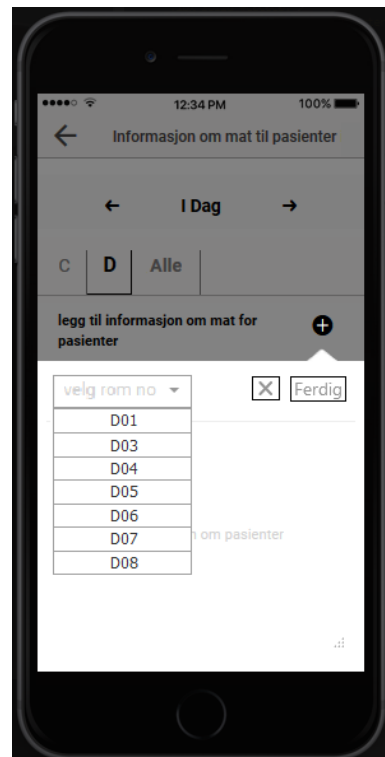 12:34 PM 100%
Informasjon om mat til pasienter
I Dag
C D Alle
legg til informasjon om mat for
pasienter
velg rom no Ferdig
D01
D03
D04
D05
D06
D07 om pasienter
D08